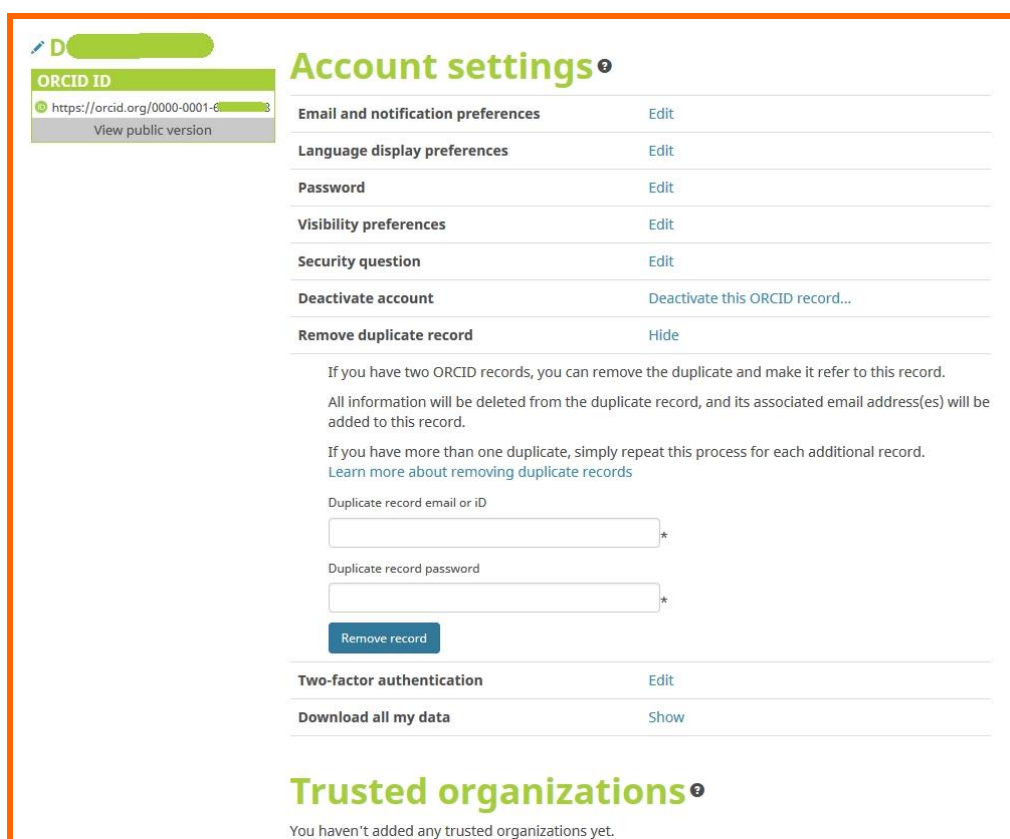 D
ORCID ID
https://orcid.org/0000-0001-6 3
View public version
Account settings
Email and notification preferences Edit
Language display preferences Edit
Password Edit
Visibility preferences Edit
Security question Edit
Deactivate account Deactivate this ORCID record...
Remove duplicate record Hide
If you have two ORCID records, you can remove the duplicate and make it refer to this record.
All information will be deleted from the duplicate record, and its associated email address(es) will be
added to this record.
If you have more than one duplicate, simply repeat this process for each additional record.
Learn more about removing duplicate records
Duplicate record email or iD
*
Duplicate record password
*
Remove record
Two-factor authentication Edit
Download all my data Show
Trusted organizations
You haven't added any trusted organizations yet.